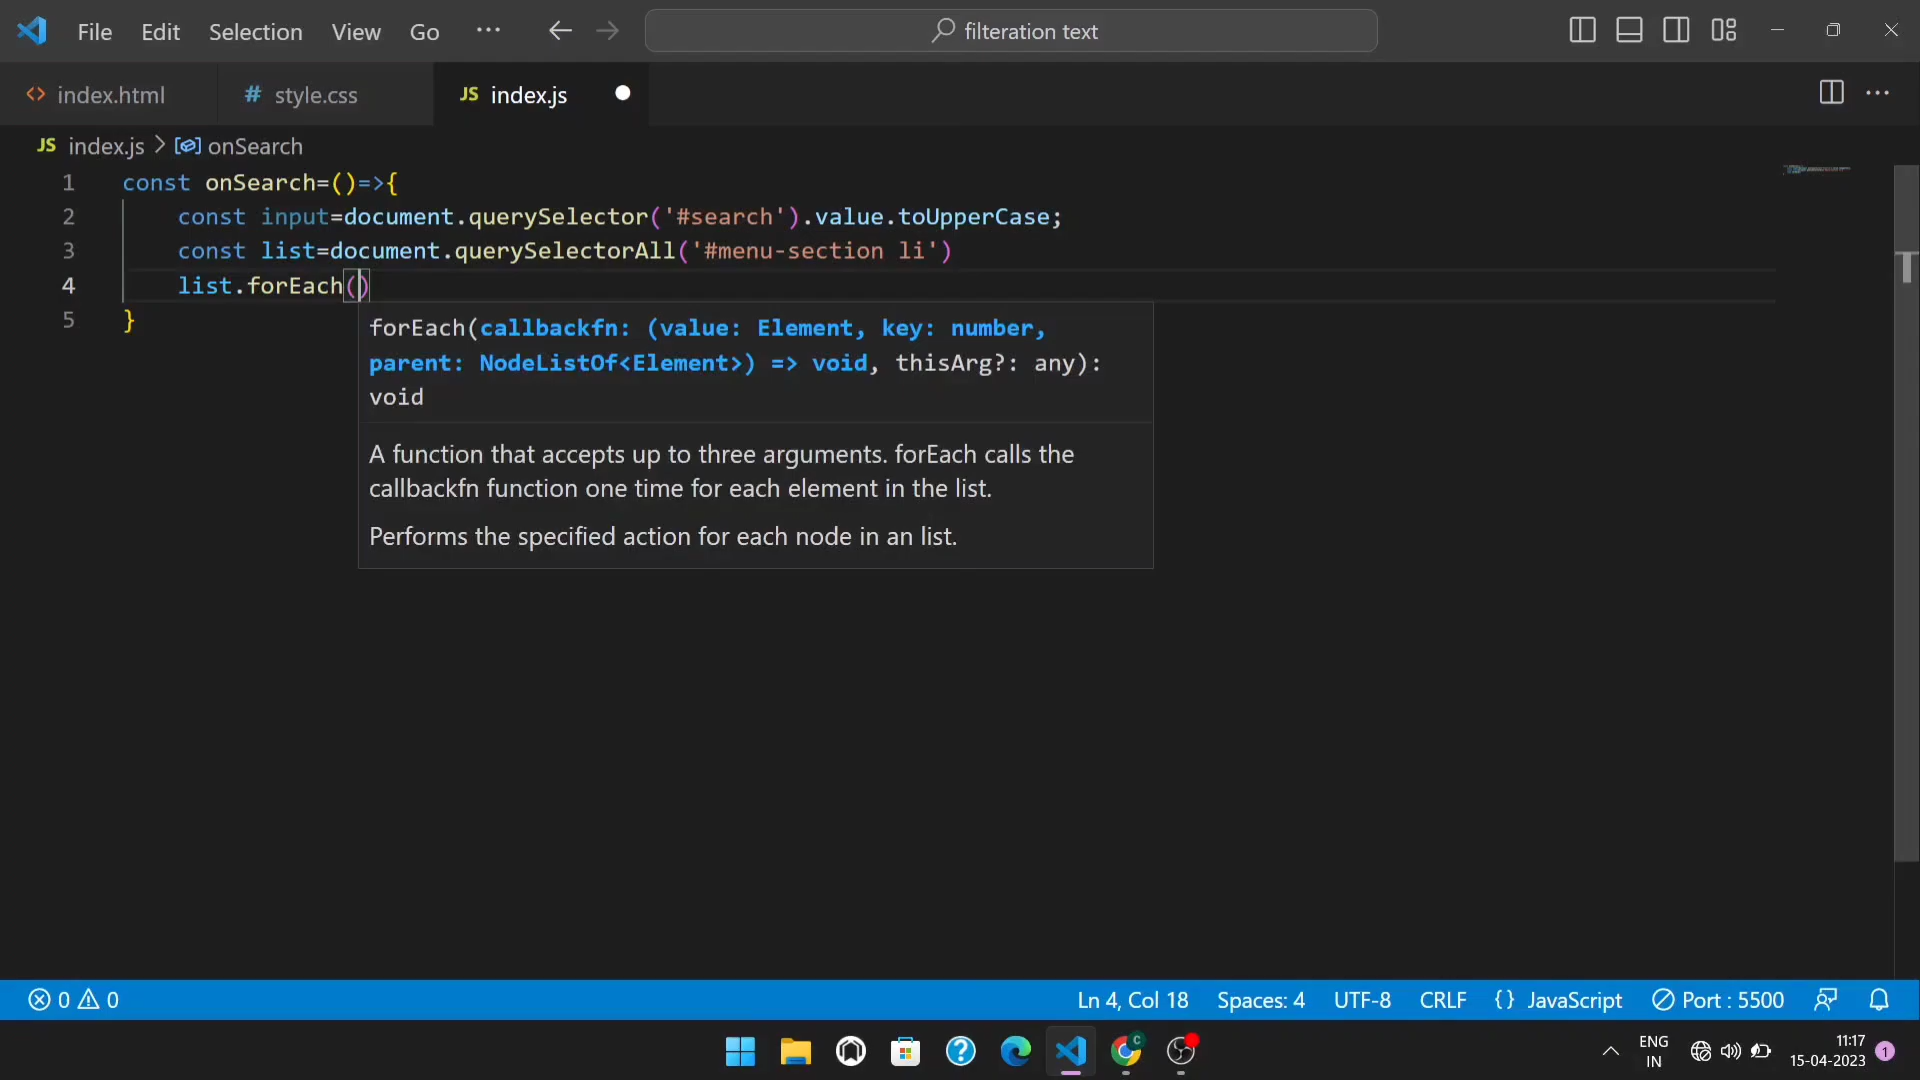 File Edit Selection View Go ··· filteration text
<> index.html # style.css JS index.js
JS index.js > onSearch
1 const onSearch=()=>{
2 const input=document.querySelector('#search').value.toUpperCase;
3 const list=document.querySelectorAll('#menu-section li')
4 list.forEach()
5 }
forEach(callbackfn: (value: Element, key: number,
parent: NodeListOf<Element>) => void, thisArg?: any):
void
A function that accepts up to three arguments. forEach calls the
callbackfn function one time for each element in the list.
Performs the specified action for each node in an list.
0 0 Ln 4, Col 18 Spaces: 4 UTF-8 CRLF {} JavaScript Port : 5500
ENG 11:17
IN 15-04-2023 1